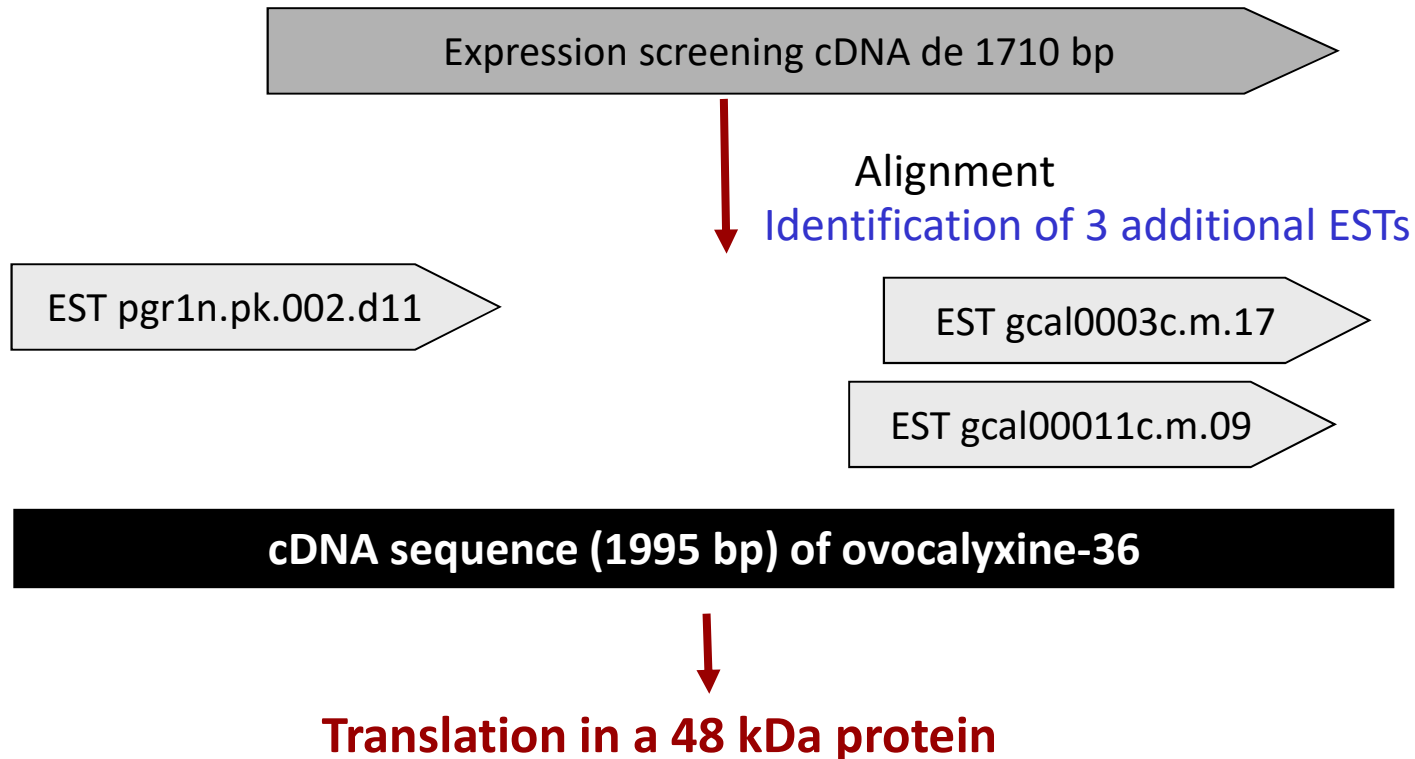 Expression screening cDNA de 1710 bp
Alignment
Identification of 3 additional ESTs
EST pgr1n.pk.002.d11
EST gcal0003c.m.17
EST gcal00011c.m.09
cDNA sequence (1995 bp) of ovocalyxine-36
Translation in a 48 kDa protein